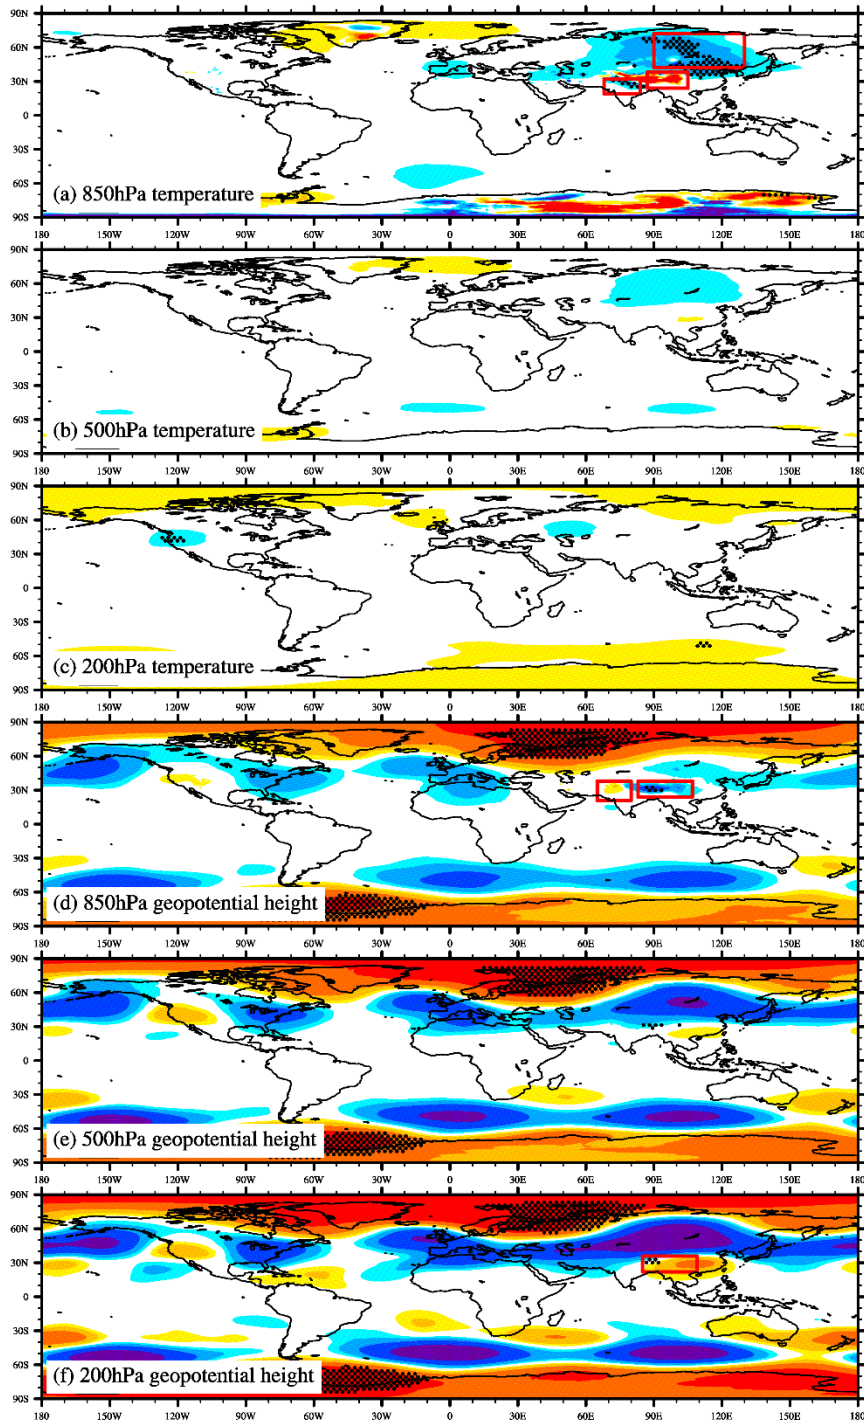 90N
60N
30N
0
30S
60S
90S
(a) 850hPa temperature
180 150W 120W 90W 60W 30W 0 30E 60E 90E 120E 150E 180
90N
60N
30N
0
30S
60S
90S
(b) 500hPa temperature
180 150W 120W 90W 60W 30W 0 30E 60E 90E 120E 150E 180
90N
60N
30N
0
30S
60S
90S
(c) 200hPa temperature
180 150W 120W 90W 60W 30W 0 30E 60E 90E 120E 150E 180
90N
60N
30N
0
30S
60S
90S
(d) 850hPa geopotential height
180 150W 120W 90W 60W 30W 0 30E 60E 90E 120E 150E 180
90N
60N
30N
0
30S
60S
90S
(e) 500hPa geopotential height
180 150W 120W 90W 60W 30W 0 30E 60E 90E 120E 150E 180
90N
60N
30N
0
30S
60S
90S
(f) 200hPa geopotential height
180 150W 120W 90W 60W 30W 0 30E 60E 90E 120E 150E 180